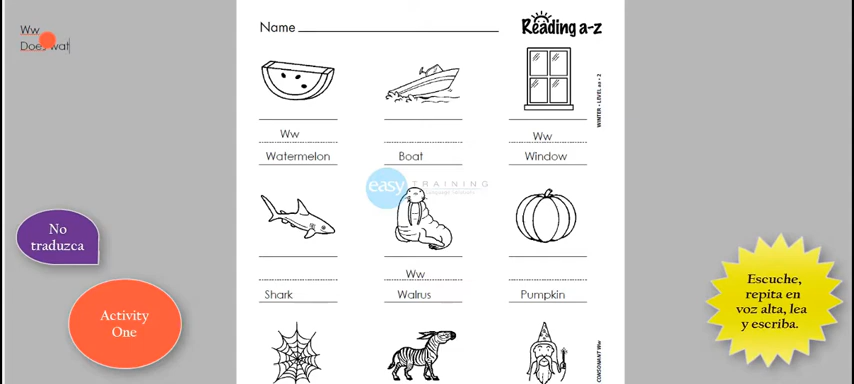 Ww
Does wat
Name
Reading a-z
WINTER • LEVEL aa • 2
Ww
Ww
Watermelon
Boat
Window
easy TRAINING
Ww
Shark
Walrus
Pumpkin
CONSONANT Ww
No
traduzca
Activity
One
Escuche,
repita en
voz alta, lea
y escriba.